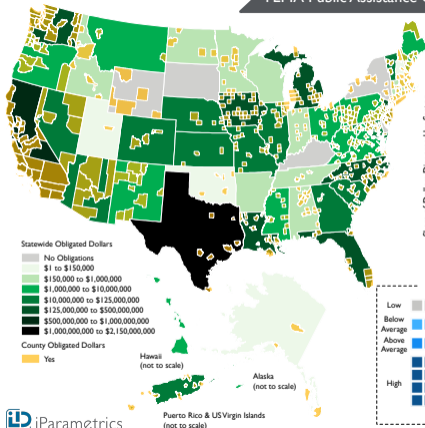 FEMA Public Assistance
Statewide Obligated Dollars
No Obligations
$1 to $150,000
$150,000 to $1,000,000
$1,000,000 to $10,000,000
$10,000,000 to $125,000,000
$125,000,000 to $500,000,000
$500,000,000 to $1,000,000,000
$1,000,000,000 to $2,150,000,000
County Obligated Dollars
Yes
Hawaii
(not to scale)
Alaska
(not to scale)
Puerto Rico & US Virgin Islands
(not to scale)
Low
Below
Average
Above
Average
High
iParametrics